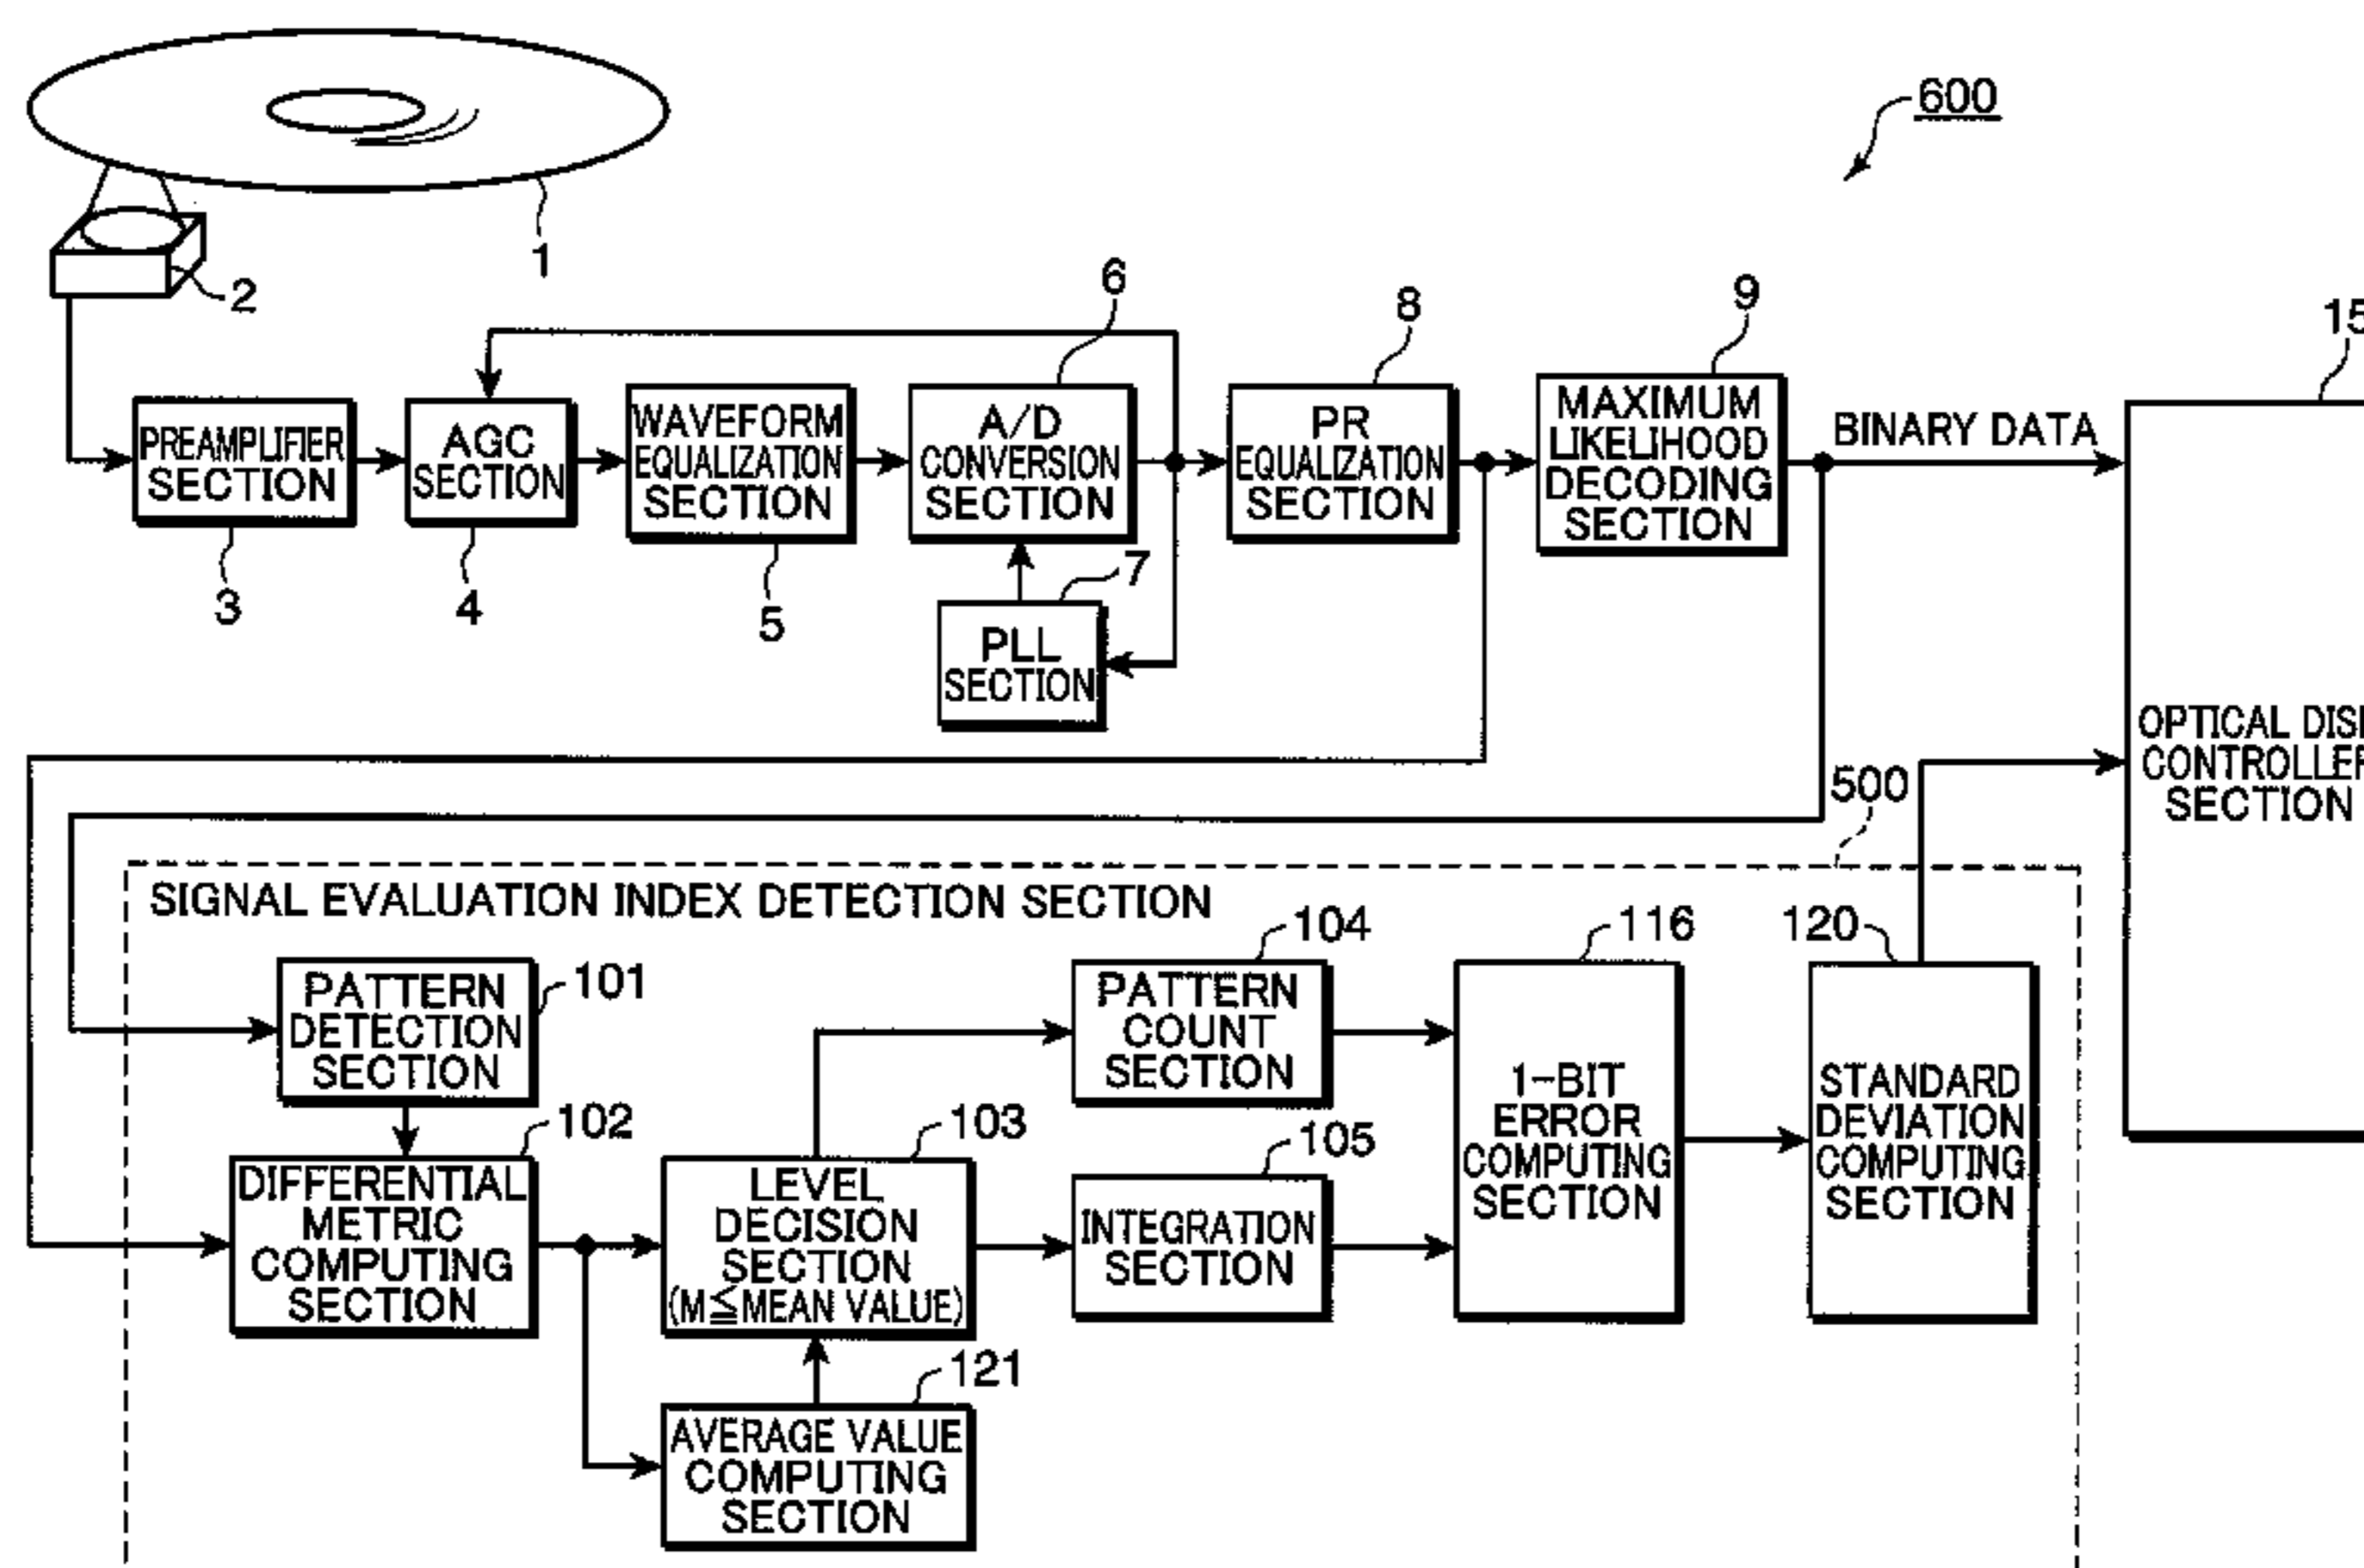 600
1
2
6
8
9
15
PREAMPLIFIER
SECTION
AGC
SECTION
WAVEFORM
EQUALIZATION
SECTION
A/D
CONVERSION
SECTION
PR
EQUALIZATION
SECTION
MAXIMUM
LIKELIHOOD
DECODING
SECTION
BINARY DATA
3
4
5
7
PLL
SECTION
OPTICAL DIS
CONTROLLER
SECTION
500
SIGNAL EVALUATION INDEX DETECTION SECTION
101
104
116
120
PATTERN
DETECTION
SECTION
PATTERN
COUNT
SECTION
102
103
105
DIFFERENTIAL
METRIC
COMPUTING
SECTION
LEVEL
DECISION
SECTION
(M≦MEAN VALUE)
INTEGRATION
SECTION
1-BIT
ERROR
COMPUTING
SECTION
STANDARD
DEVIATION
COMPUTING
SECTION
121
AVERAGE VALUE
COMPUTING
SECTION